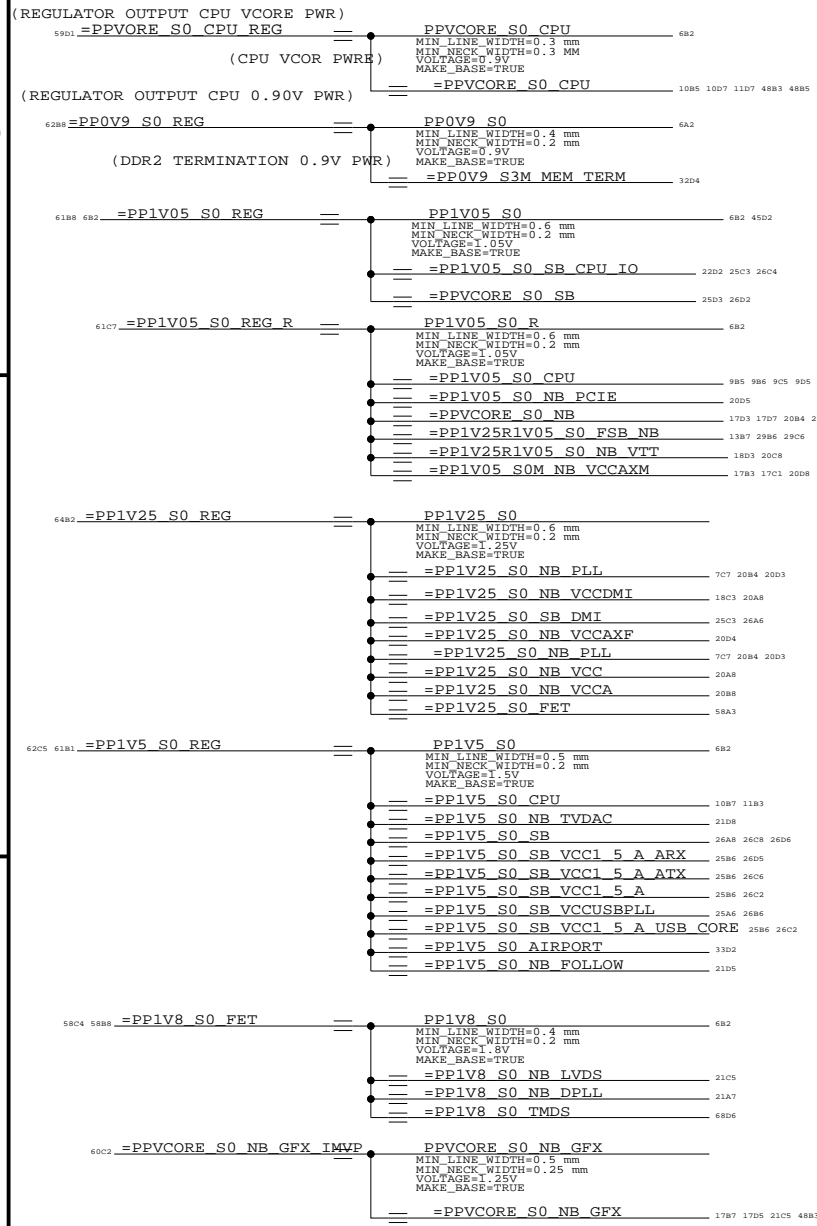 (REGULATOR OUTPUT CPU VCORE PWR)
59D1 =PPVORE_S0_CPU_REG PPVCORE_S0_CPU 6B2
MIN_LINE_WIDTH=0.3 mm
MIN_NECK_WIDTH=0.3 MM
VOLTAGE=0.9V
MAKE_BASE=TRUE
(CPU VCOR PWRE)
=PPVCORE_S0_CPU 10B5 10D7 11D7 48B3 48B5
(REGULATOR OUTPUT CPU 0.90V PWR)
62B8 =PP0V9_S0_REG PP0V9_S0 6A2
MIN_LINE_WIDTH=0.4 mm
MIN_NECK_WIDTH=0.2 mm
VOLTAGE=0.9V
MAKE_BASE=TRUE
(DDR2 TERMINATION 0.9V PWR)
=PP0V9_S3M_MEM_TERM 32D4
61B8 6B2 =PP1V05_S0_REG PP1V05_S0 6B2 45D2
MIN_LINE_WIDTH=0.6 mm
MIN_NECK_WIDTH=0.2 mm
VOLTAGE=1.05V
MAKE_BASE=TRUE
=PP1V05_S0_SB_CPU_IO 22D2 25C3 26C4
=PPVCORE_S0_SB 25D3 26D2
61C7 =PP1V05_S0_REG_R PP1V05_S0_R 6B2
MIN_LINE_WIDTH=0.6 mm
MIN_NECK_WIDTH=0.2 mm
VOLTAGE=1.05V
MAKE_BASE=TRUE
=PP1V05_S0_CPU 9B5 9B6 9C5 9D5
=PP1V05_S0_NB_PCIE 20D5
=PPVCORE_S0_NB 17D3 17D7 20B4 2
=PP1V25R1V05_S0_FSB_NB 13B7 29B6 29C6
=PP1V25R1V05_S0_NB_VTT 18D3 20C8
=PP1V05_S0M_NB_VCCAXM 17B3 17C1 20D8
64B2 =PP1V25_S0_REG PP1V25_S0
MIN_LINE_WIDTH=0.6 mm
MIN_NECK_WIDTH=0.2 mm
VOLTAGE=1.25V
MAKE_BASE=TRUE
=PP1V25_S0_NB_PLL 7C7 20B4 20D3
=PP1V25_S0_NB_VCCDMI 18C3 20A8
=PP1V25_S0_SB_DMI 25C3 26A6
=PP1V25_S0_NB_VCCAXF 20D4
=PP1V25_S0_NB_PLL 7C7 20B4 20D3
=PP1V25_S0_NB_VCC 20A8
=PP1V25_S0_NB_VCCA 20B8
=PP1V25_S0_FET 58A3
62C5 61B1 =PP1V5_S0_REG PP1V5_S0 6B2
MIN_LINE_WIDTH=0.5 mm
MIN_NECK_WIDTH=0.2 mm
VOLTAGE=1.5V
MAKE_BASE=TRUE
=PP1V5_S0_CPU 10B7 11B3
=PP1V5_S0_NB_TVDAC 21D8
=PP1V5_S0_SB 26A8 26C8 26D6
=PP1V5_S0_SB_VCC1_5_A_ARX 25B6 26D5
=PP1V5_S0_SB_VCC1_5_A_ATX 25B6 26C6
=PP1V5_S0_SB_VCC1_5_A 25B6 26C2
=PP1V5_S0_SB_VCCUSBPLL 25A6 26B6
=PP1V5_S0_SB_VCC1_5_A_USB_CORE 25B6 26C2
=PP1V5_S0_AIRPORT 33D2
=PP1V5_S0_NB_FOLLOW 21D5
58C4 58B8 =PP1V8_S0_FET PP1V8_S0 6B2
MIN_LINE_WIDTH=0.4 mm
MIN_NECK_WIDTH=0.2 mm
VOLTAGE=1.8V
MAKE_BASE=TRUE
=PP1V8_S0_NB_LVDS 21C5
=PP1V8_S0_NB_DPLL 21A7
=PP1V8_S0_TMDS 68D6
60C2 =PPVCORE_S0_NB_GFX_IMVP PPVCORE_S0_NB_GFX
MIN_LINE_WIDTH=0.5 mm
MIN_NECK_WIDTH=0.25 mm
VOLTAGE=1.25V
MAKE_BASE=TRUE
=PPVCORE_S0_NB_GFX 17B7 17D5 21C5 48B3